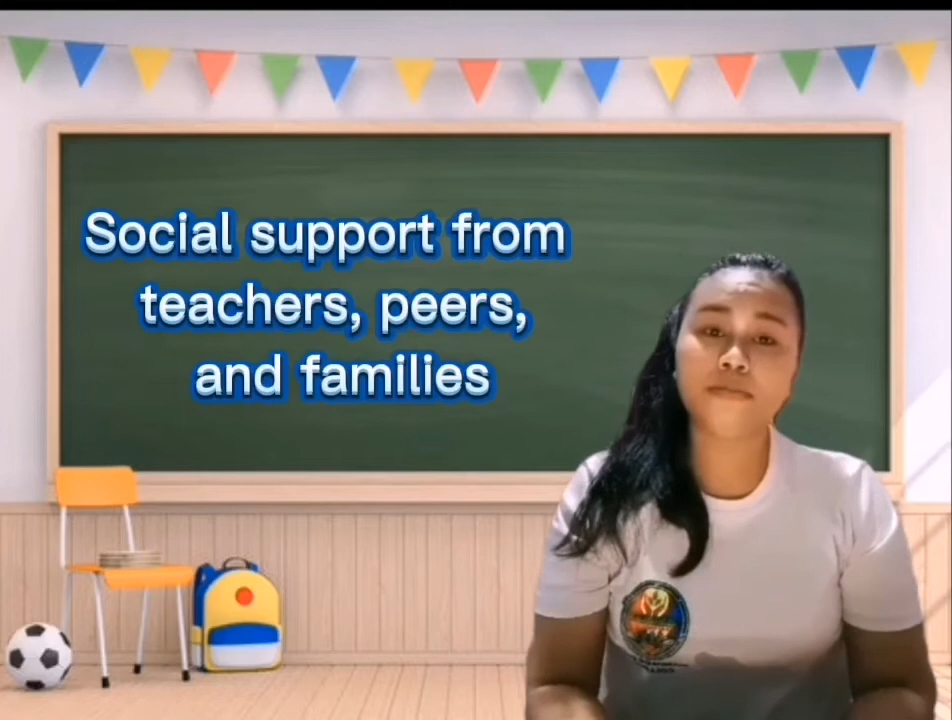 Social support from
teachers, peers,
and families